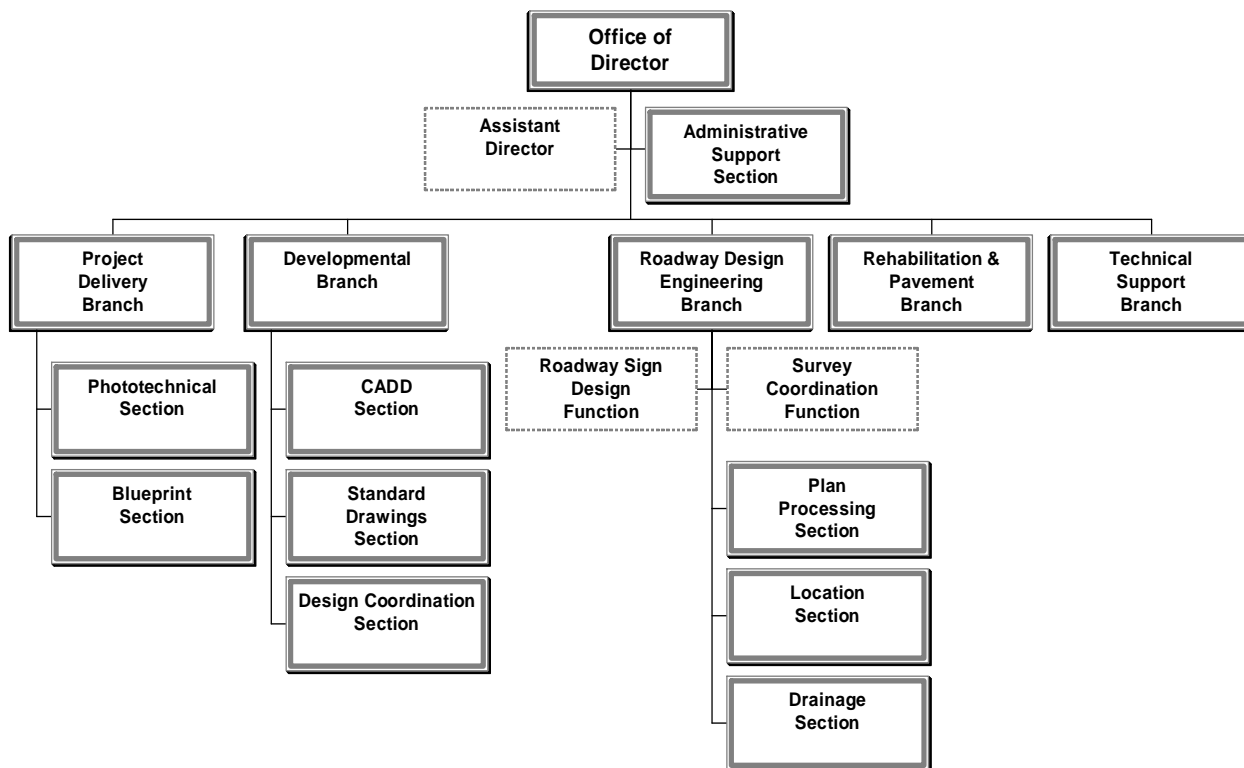 Office of
Director
Assistant
Director
Administrative
Support
Section
Project
Delivery
Branch
Developmental
Branch
Roadway Design
Engineering
Branch
Rehabilitation &
Pavement
Branch
Technical
Support
Branch
Phototechnical
Section
CADD
Section
Roadway Sign
Design
Function
Survey
Coordination
Function
Blueprint
Section
Standard
Drawings
Section
Plan
Processing
Section
Design Coordination
Section
Location
Section
Drainage
Section